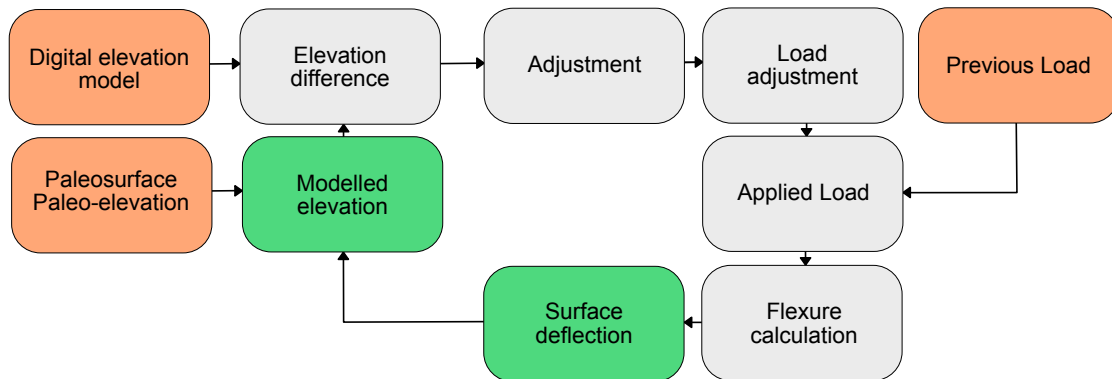 Digital elevation
model
Elevation
difference
Adjustment
Load
adjustment
Previous Load
Paleosurface
Paleo-elevation
Modelled
elevation
Applied Load
Surface
deflection
Flexure
calculation